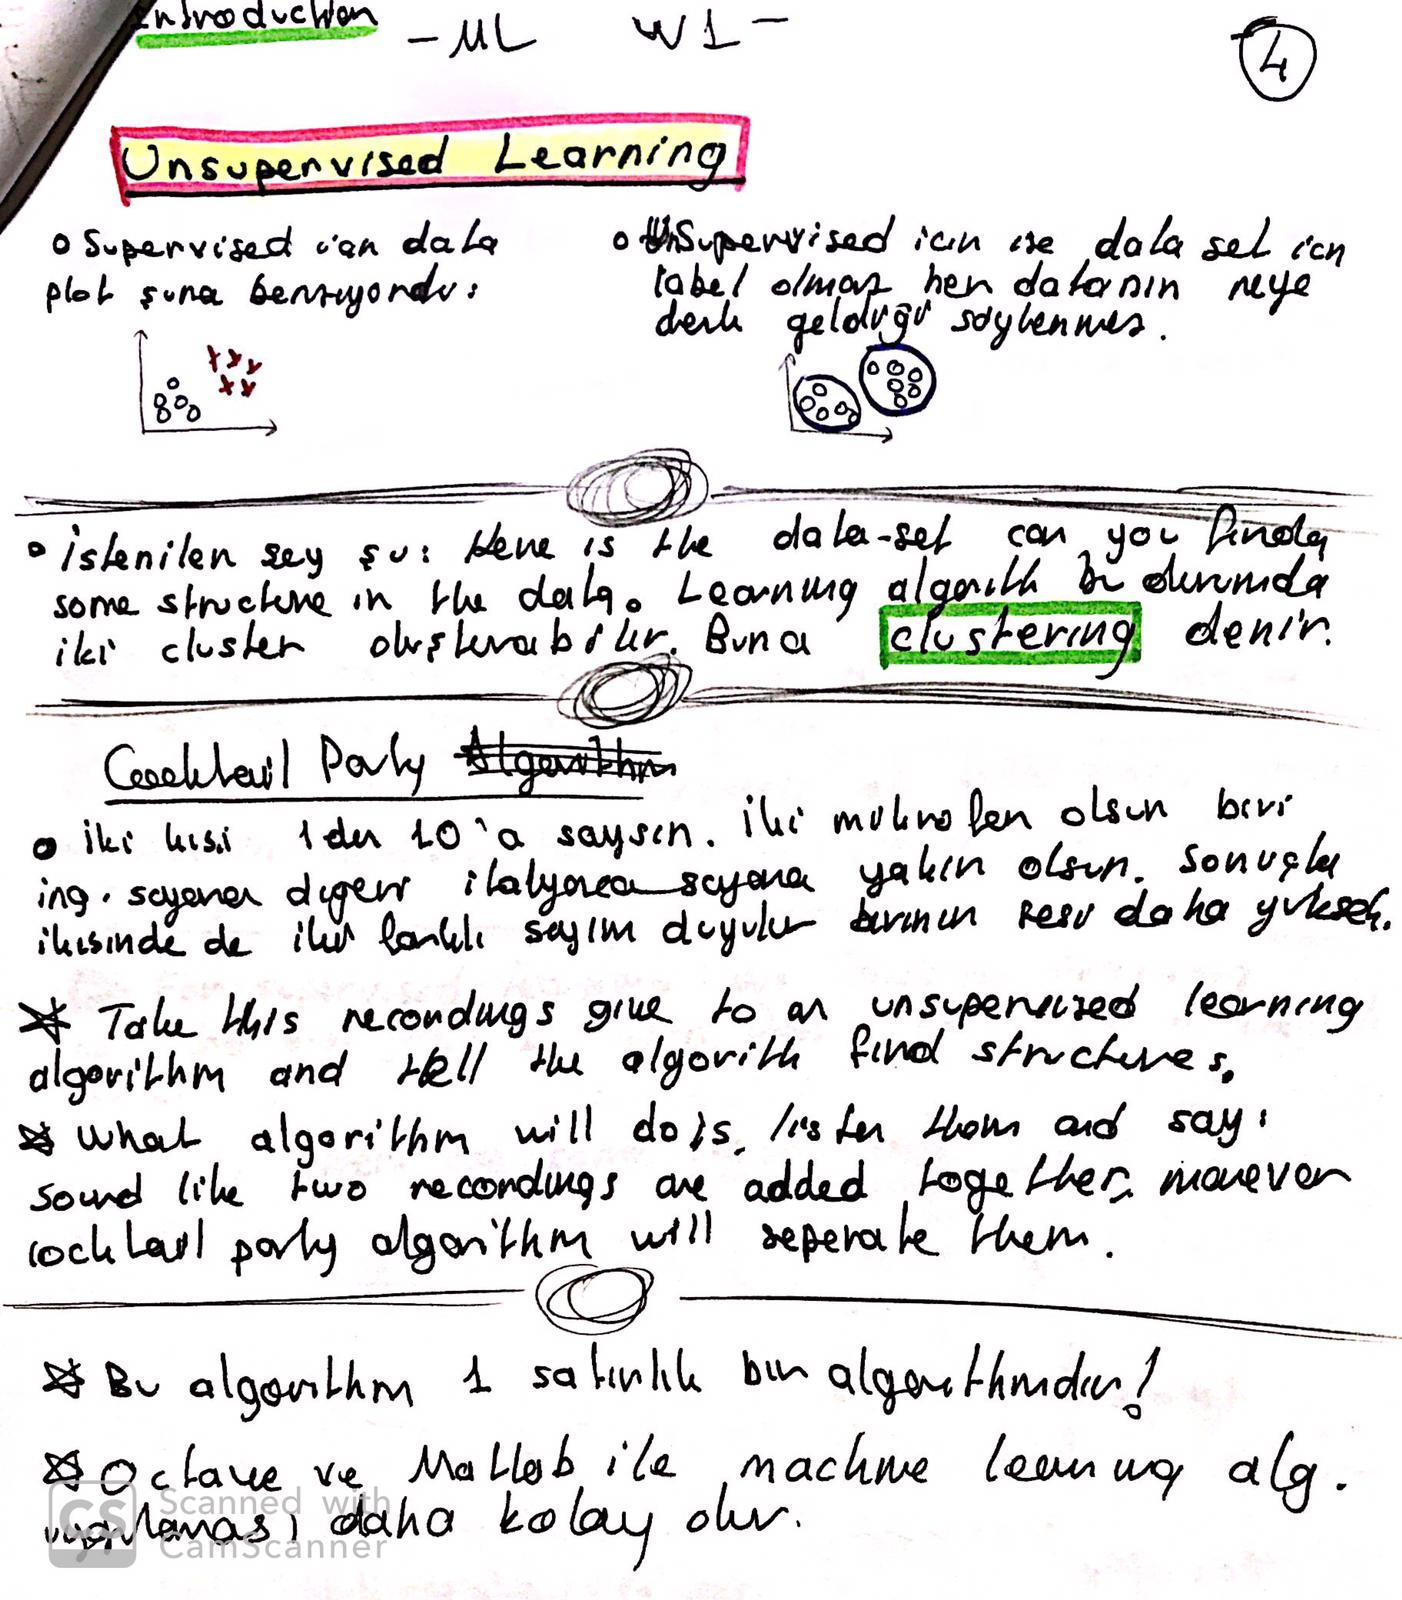 Introduction
- ML W1 -
4
Unsupervised Learning
o Supervised için data
plot şuna benziyordu:
o UnSupervised için ise data set için
label olmaz her datanın neye
denk geldiği söylenmez.
• İstenilen şey şu: Here is the data-set can you find
some structure in the data. Learning algorith bu durumda
iki cluster oluşturabilir. Buna clustering denir.
Cocktail Party Algorithm
• iki kişi 1 den 10'a saysın. İki mikrofon olsun biri
ing. sayana diğeri italyanca sayana yakın olsun. Sonuçta
ikisinde de iki farklı sayım duyulur birinin sesi daha yüksek.
Take this recordings give to an unsupervised learning
algorithm and tell the algorith find structures.
What algorithm will do is, listen them and say:
Sound like two recordings are added together, moreover
cocktail party algorithm will seperate them.
Bu algorithm 1 satırlık bir algorithmdir!
Octave ve Matlab ile machine learning alg.
uygulaması daha kolay olur.
CS Scanned with
CamScanner